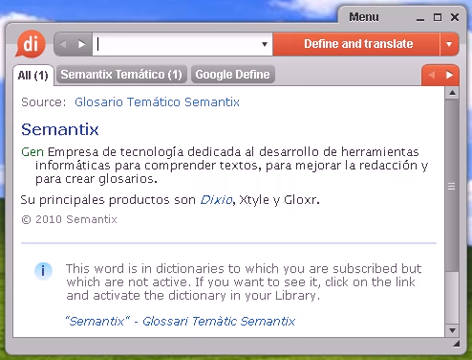 Menu
di
Define and translate
All (1) Semantix Temático (1) Google Define
Source: Glosario Temático Semantix
Semantix
Gen Empresa de tecnología dedicada al desarrollo de herramientas
informáticas para comprender textos, para mejorar la redacción y
para crear glosarios.
Su principales productos son Dixio, Xtyle y Gloxr.
© 2010 Semantix
i
This word is in dictionaries to which you are subscribed but
which are not active. If you want to see it, click on the link
and activate the dictionary in your Library.
"Semantix" - Glossari Temàtic Semantix